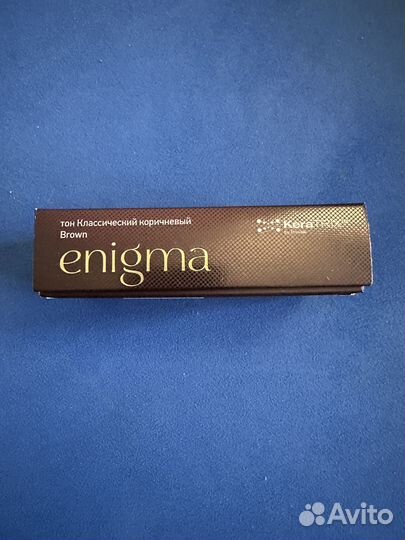 тон Классический коричневый
Brown
enigma
Kera
Avito